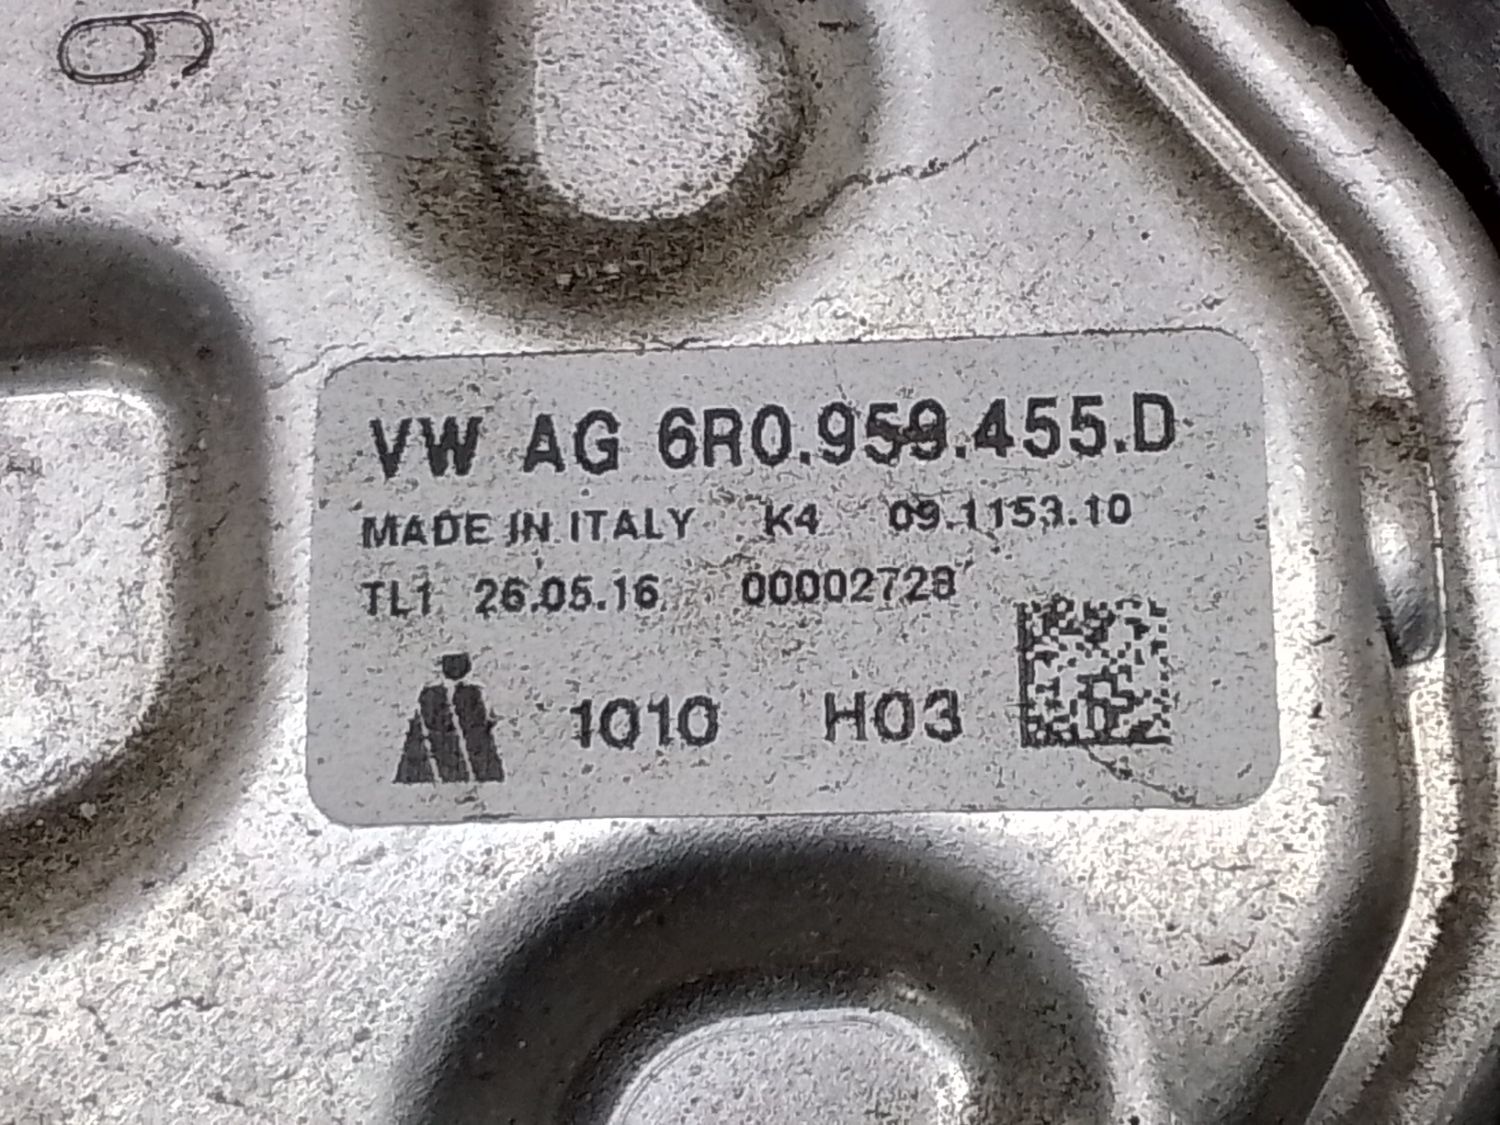 9
VW AG 6R0.959.455.D
MADE IN ITALY K4 09.1153.10
TL1 26.05.16 00002728
1010 H03